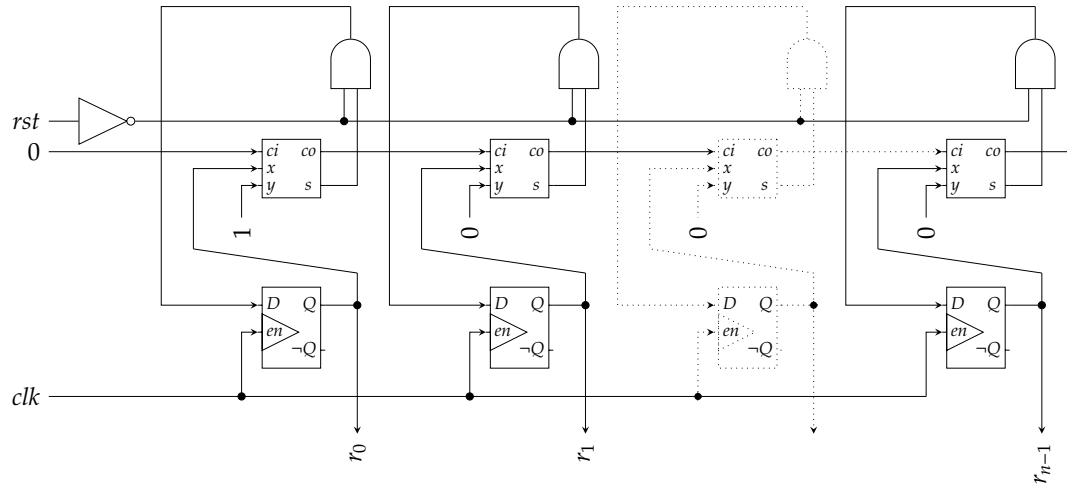 rst
0
ci co
x
y s
1
ci co
x
y s
0
ci co
x
y s
0
ci co
x
y s
0
D Q
en
¬Q
D Q
en
¬Q
D Q
en
¬Q
D Q
en
¬Q
clk
r₀
r₁
rₙ₋₁